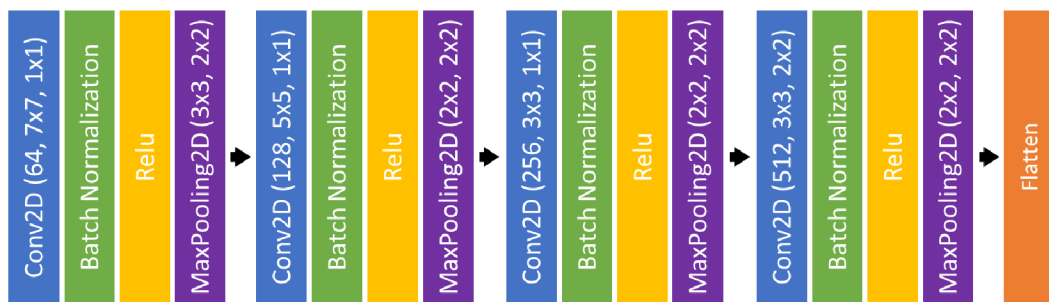 Conv2D (64, 7x7, 1x1)
Batch Normalization
Relu
MaxPooling2D (3x3, 2x2)
Conv2D (128, 5x5, 1x1)
Batch Normalization
Relu
MaxPooling2D (2x2, 2x2)
Conv2D (256, 3x3, 1x1)
Batch Normalization
Relu
MaxPooling2D (2x2, 2x2)
Conv2D (512, 3x3, 2x2)
Batch Normalization
Relu
MaxPooling2D (2x2, 2x2)
Flatten